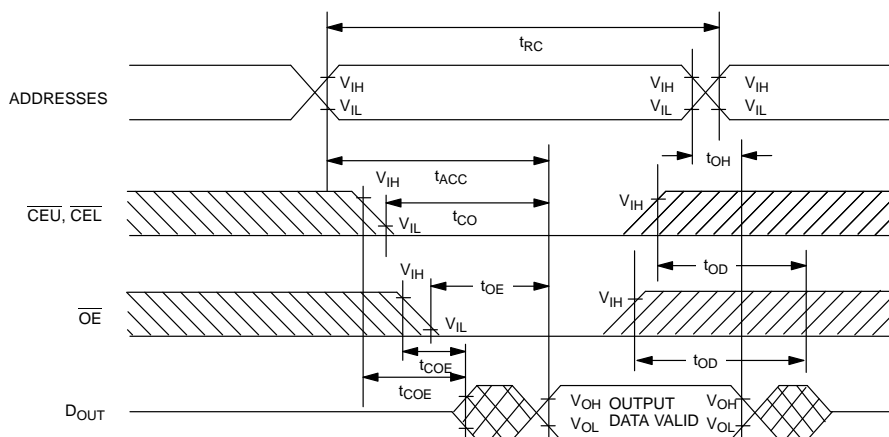 tRC
ADDRESSES
VIH
VIL
VIH
VIL
VIH
VIL
tOH
tACC
CEU, CEL
VIH
tCO
VIL
VIH
tOD
OE
VIH
tOE
VIL
VIH
tOD
tCOE
tCOE
DOUT
VOH
VOL
OUTPUT
DATA VALID
VOH
VOL